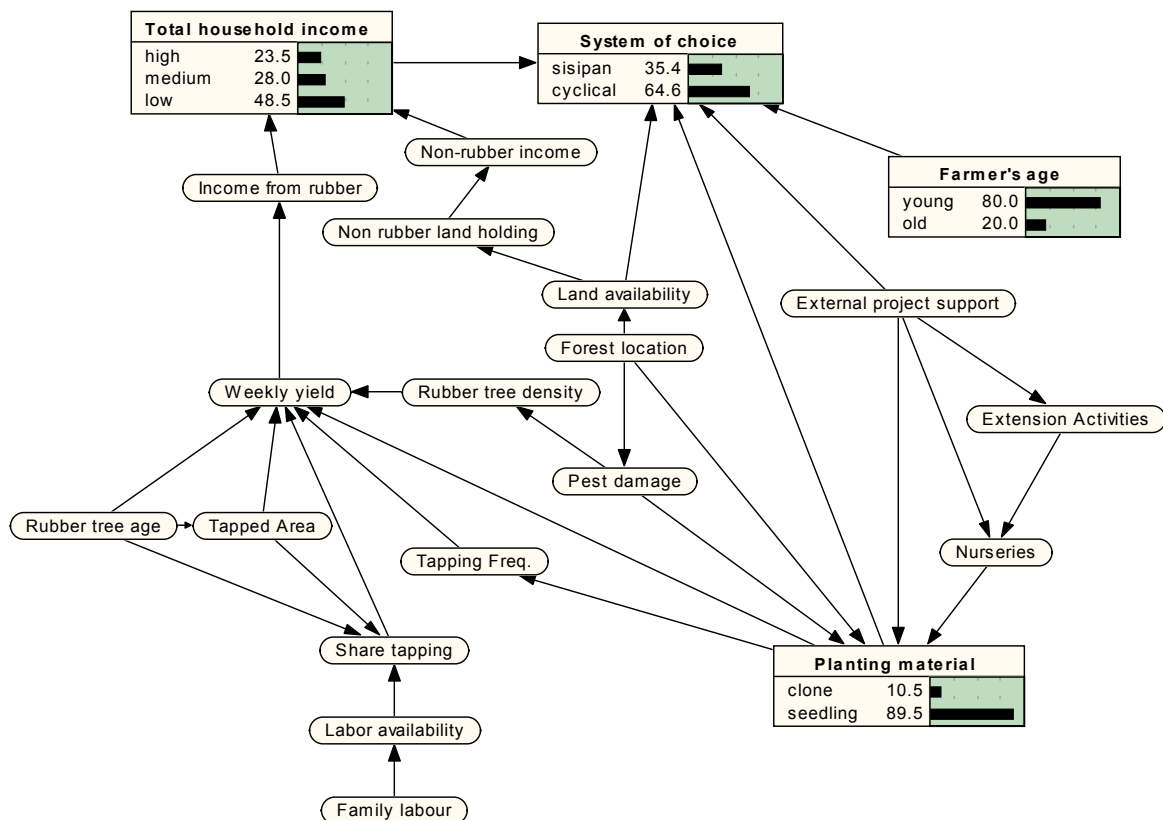 Total household income
high 23.5
medium 28.0
low 48.5
System of choice
sisipan 35.4
cyclical 64.6
Non-rubber income
Farmer's age
young 80.0
old 20.0
Income from rubber
Non rubber land holding
Land availability
External project support
Forest location
Weekly yield
Rubber tree density
Extension Activities
Pest damage
Rubber tree age
Tapped Area
Tapping Freq.
Nurseries
Share tapping
Planting material
clone 10.5
seedling 89.5
Labor availability
Family labour